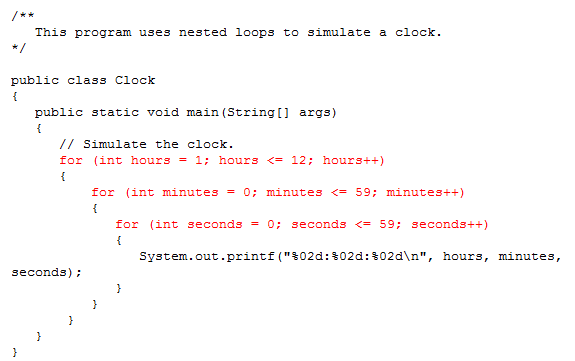 /**
   This program uses nested loops to simulate a clock.
*/

public class Clock
{
   public static void main(String[] args)
   {
      // Simulate the clock.
      for (int hours = 1; hours <= 12; hours++)
      {
          for (int minutes = 0; minutes <= 59; minutes++)
          {
             for (int seconds = 0; seconds <= 59; seconds++)
             {
                System.out.printf("%02d:%02d:%02d\n", hours, minutes,
seconds);
             }
          }
       }
   }
}